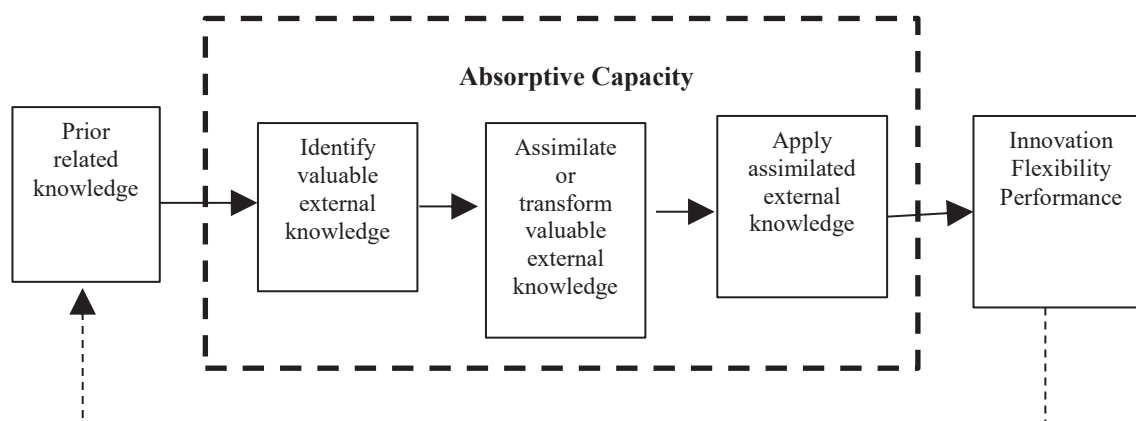 Absorptive Capacity
Prior
related
knowledge
Identify
valuable
external
knowledge
Assimilate
or
transform
valuable
external
knowledge
Apply
assimilated
external
knowledge
Innovation
Flexibility
Performance